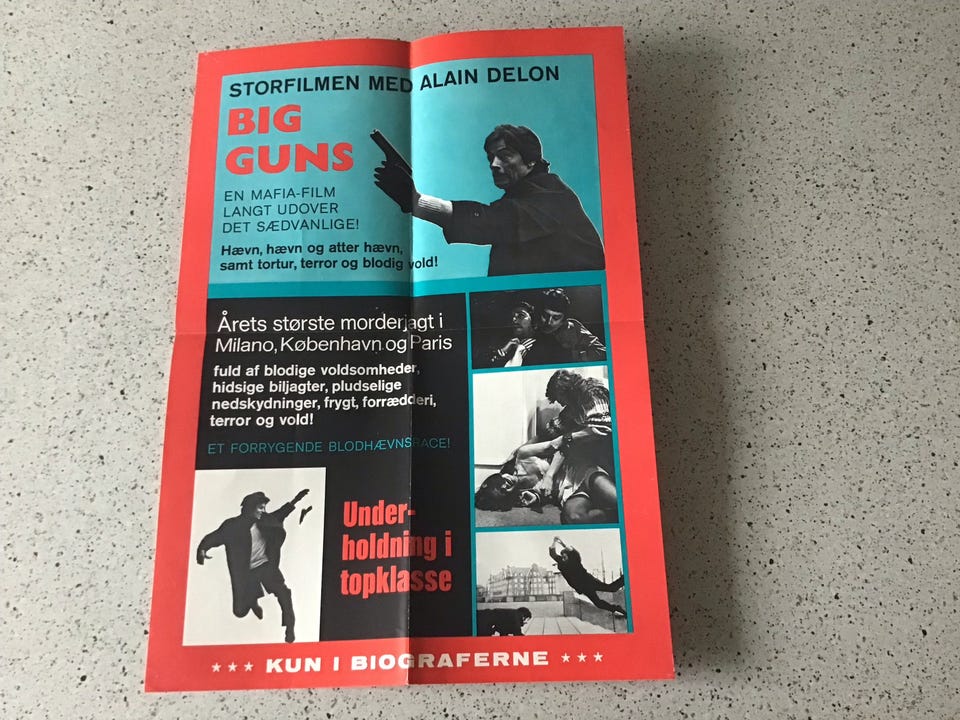 STORFILMEN MED ALAIN DELON
BIG
GUNS
EN MAFIA-FILM
LANGT UDOVER
DET SÆDVANLIGE!
Hævn, hævn og atter hævn,
samt tortur, terror og blodig vold!
Årets største morderjagt i
Milano, København og Paris
fuld af blodige voldsomheder,
hidsige biljagter, pludselige
nedskydninger, frygt, forrædderi,
terror og vold!
ET FORRYGENDE BLODHÆVNSRACE!
Under-
holdning i
topklasse
*** KUN I BIOGRAFERNE ***